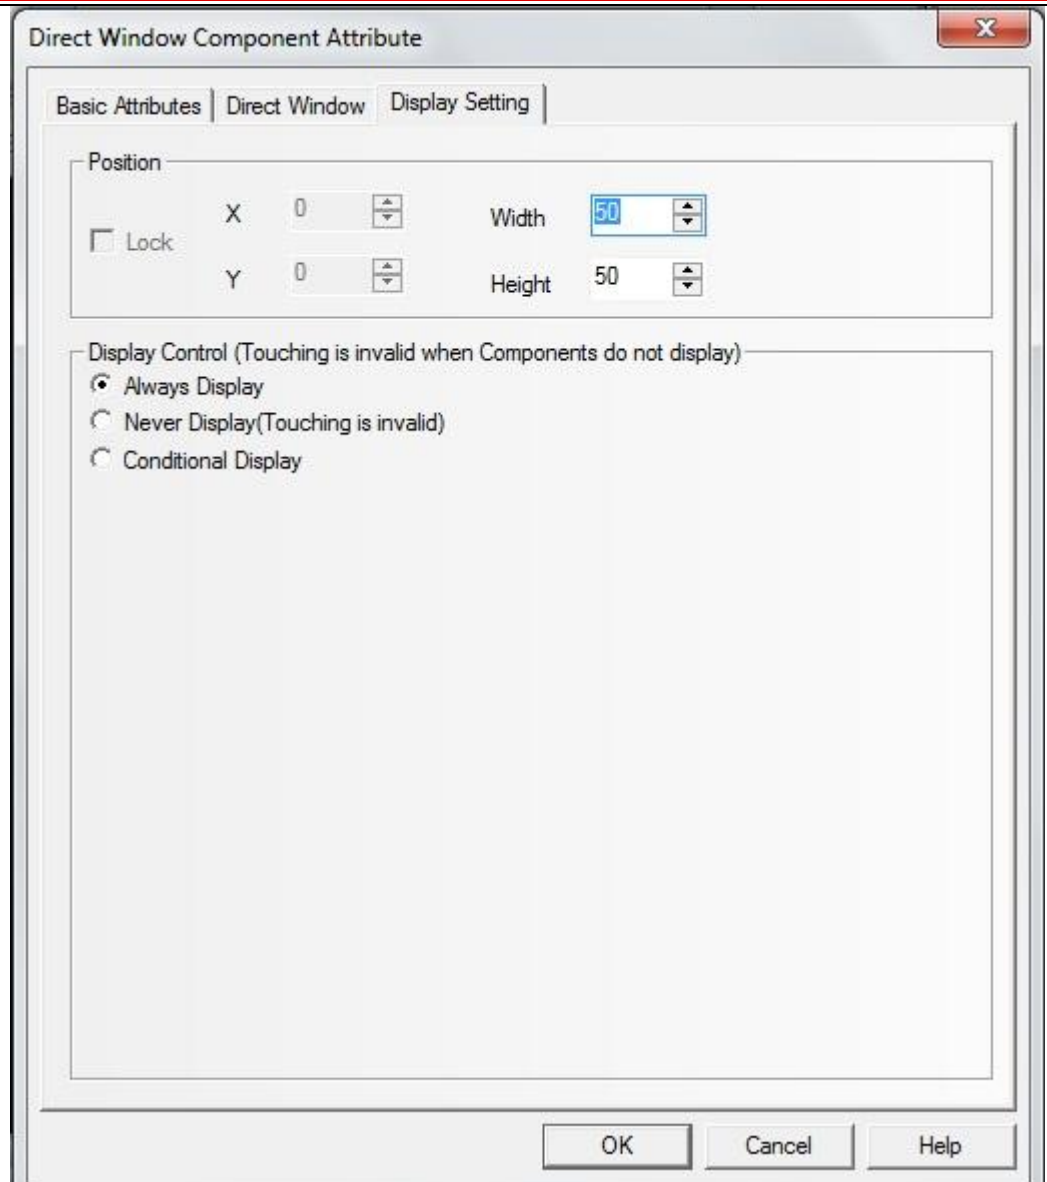 Direct Window Component Attribute
X
Basic Attributes Direct Window Display Setting
Position
X 0 Width 50
Lock
Y 0 Height 50
Display Control (Touching is invalid when Components do not display)
Always Display
Never Display(Touching is invalid)
Conditional Display
OK Cancel Help